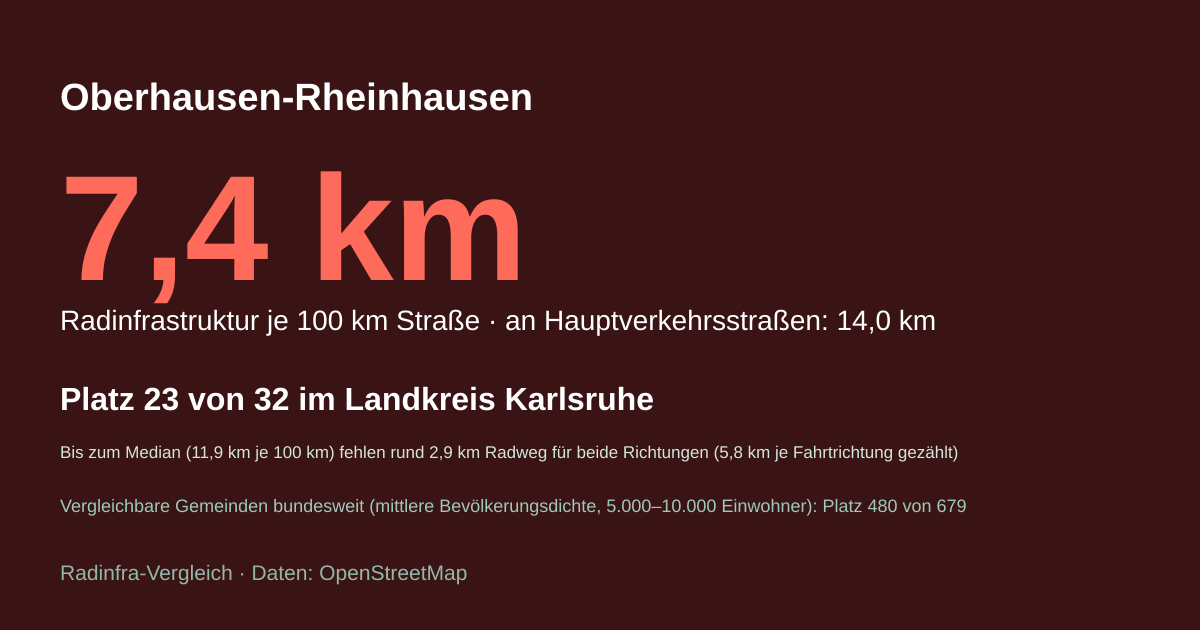 Oberhausen-Rheinhausen
7,4 km
Radinfrastruktur je 100 km Straße · an Hauptverkehrsstraßen: 14,0 km
Platz 23 von 32 im Landkreis Karlsruhe
Bis zum Median (11,9 km je 100 km) fehlen rund 2,9 km Radweg für beide Richtungen (5,8 km je Fahrtrichtung gezählt)
Vergleichbare Gemeinden bundesweit (mittlere Bevölkerungsdichte, 5.000–10.000 Einwohner): Platz 480 von 679
Radinfra-Vergleich · Daten: OpenStreetMap